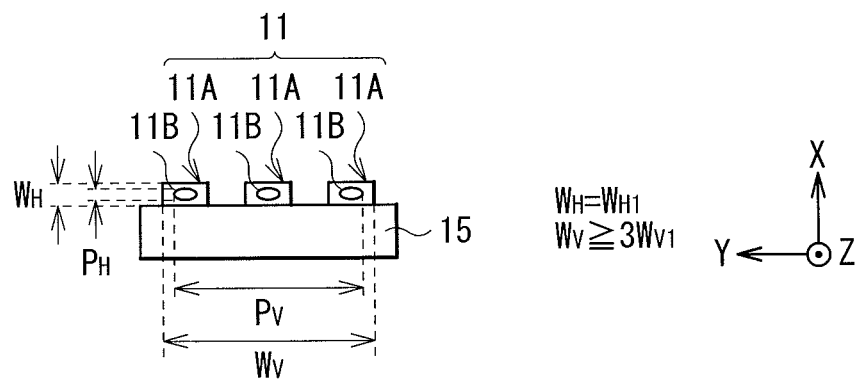 11
11A 11A 11A
11B 11B 11B
WH
PH
15
PV
WV
WH=WH1
WV≧3WV1
X
Y
Z